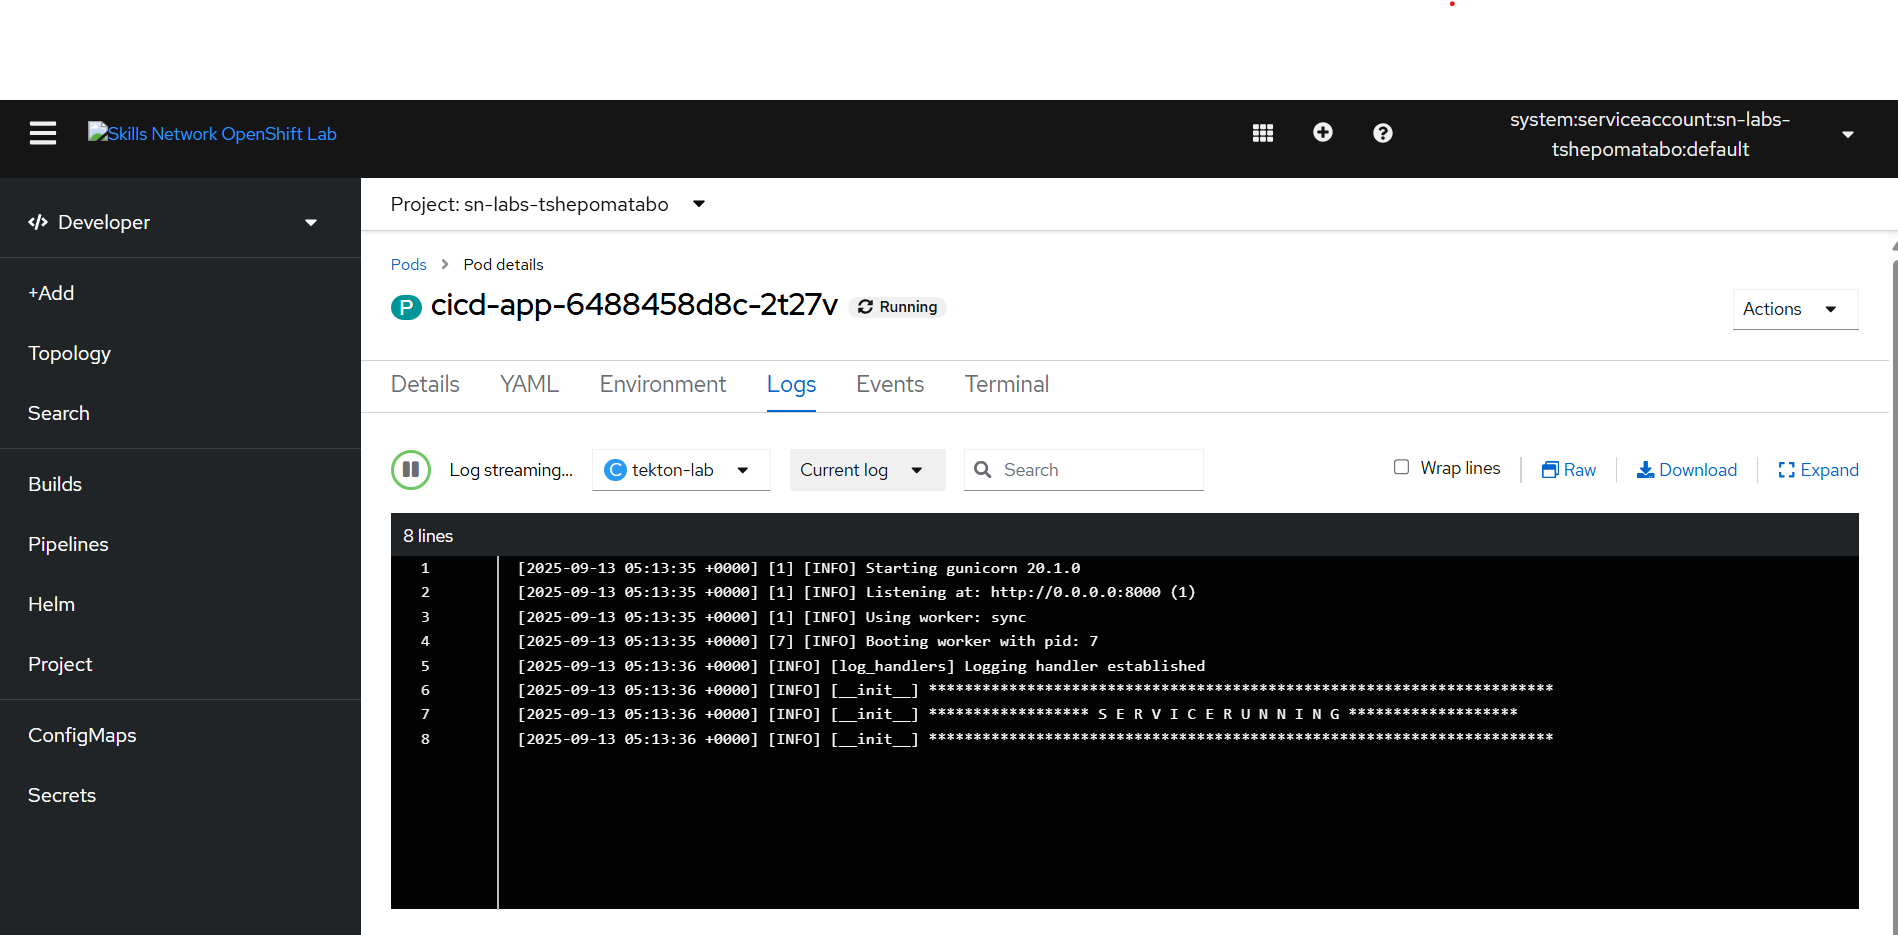 Skills Network OpenShift Lab
system:serviceaccount:sn-labs-
tshepomatabo:default
Developer
+Add
Topology
Search
Builds
Pipelines
Helm
Project
ConfigMaps
Secrets
Project: sn-labs-tshepomatabo
Pods > Pod details
P cicd-app-6488458d8c-2t27v Running
Actions
Details YAML Environment Logs Events Terminal
Log streaming... C tekton-lab Current log Search Wrap lines Raw Download Expand
8 lines
1 [2025-09-13 05:13:35 +0000] [1] [INFO] Starting gunicorn 20.1.0
2 [2025-09-13 05:13:35 +0000] [1] [INFO] Listening at: http://0.0.0.0:8000 (1)
3 [2025-09-13 05:13:35 +0000] [1] [INFO] Using worker: sync
4 [2025-09-13 05:13:35 +0000] [7] [INFO] Booting worker with pid: 7
5 [2025-09-13 05:13:36 +0000] [INFO] [log_handlers] Logging handler established
6 [2025-09-13 05:13:36 +0000] [INFO] [__init__] **********************************************************************
7 [2025-09-13 05:13:36 +0000] [INFO] [__init__] ****************** S E R V I C E R U N N I N G *******************
8 [2025-09-13 05:13:36 +0000] [INFO] [__init__] **********************************************************************